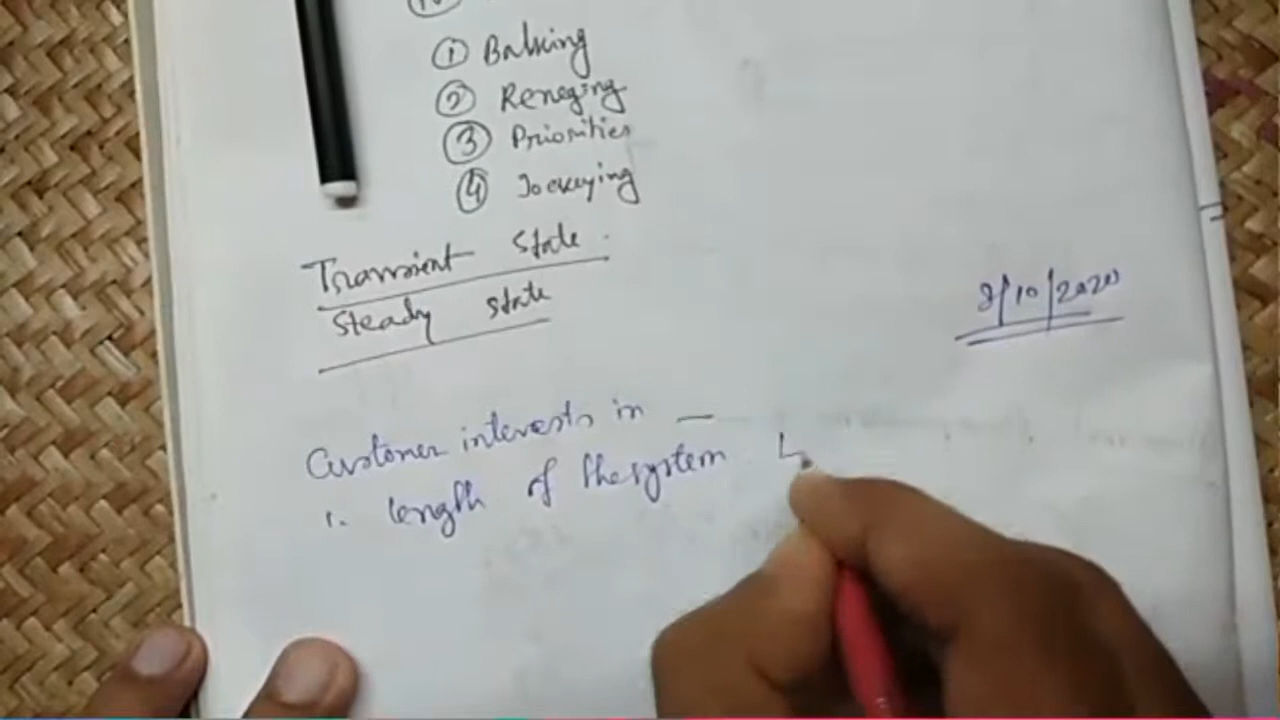 ① Balking
② Reneging
③ Priorities
④ Jockeying
Transient state.
Steady state
8/10/2020
Customer interests in —
1. length of the system L